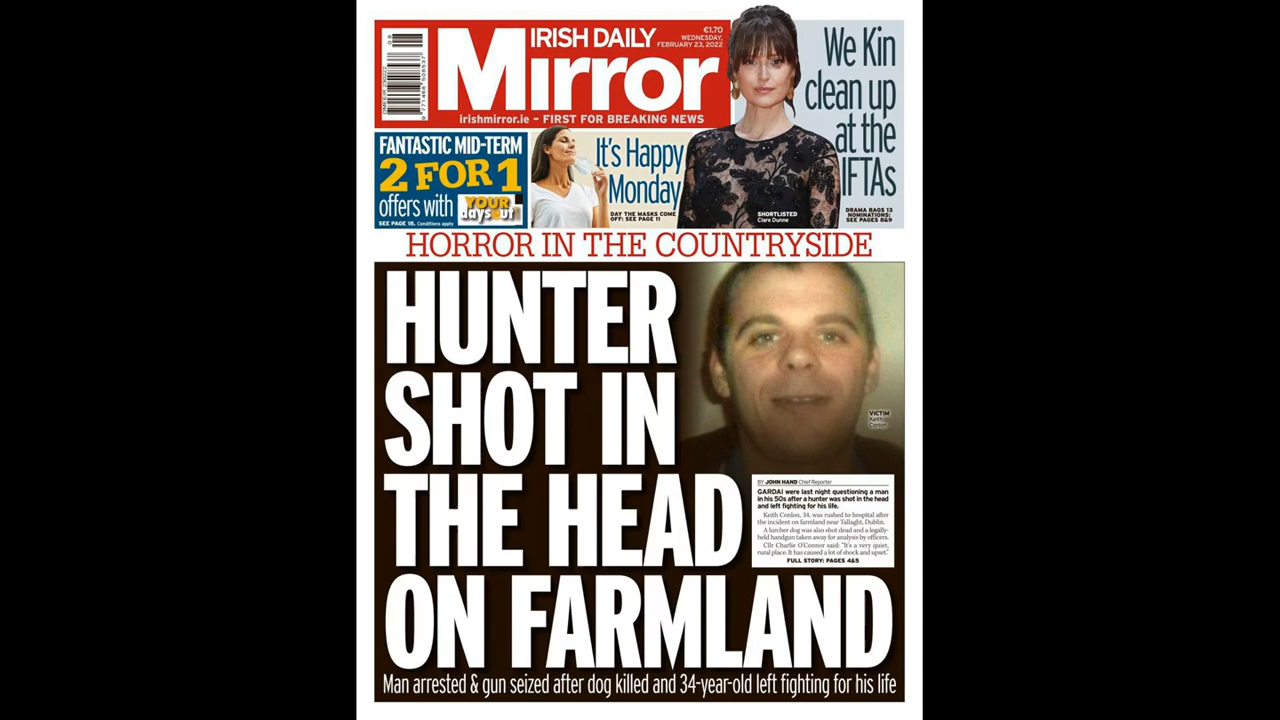 IRISH DAILY
Mirror
€1.70
WEDNESDAY,
FEBRUARY 23, 2022
irishmirror.ie – FIRST FOR BREAKING NEWS
08
9 771468 508537
We Kin
clean up
at the
IFTAs
DRAMA BAGS 13
NOMINATIONS:
SEE PAGES 8&9
SHORTLISTED
Clare Dunne
FANTASTIC MID-TERM
2 FOR 1
offers with
YOUR
days out
SEE PAGE 18. Conditions apply
It's Happy
Monday
DAY THE MASKS COME
OFF: SEE PAGE 11
HORROR IN THE COUNTRYSIDE
HUNTER
SHOT IN
THE HEAD
ON FARMLAND
VICTIM
Keith
Conlon
BY JOHN HAND Chief Reporter
GARDAI were last night questioning a man
in his 50s after a hunter was shot in the head
and left fighting for his life.
Keith Conlon, 34, was rushed to hospital after
the incident on farmland near Tallaght, Dublin.
A lurcher dog was also shot dead and a legally-
held handgun taken away for analysis by officers.
Cllr Charlie O'Connor said: "It's a very quiet,
rural place. It has caused a lot of shock and upset."
FULL STORY: PAGES 4&5
Man arrested & gun seized after dog killed and 34-year-old left fighting for his life